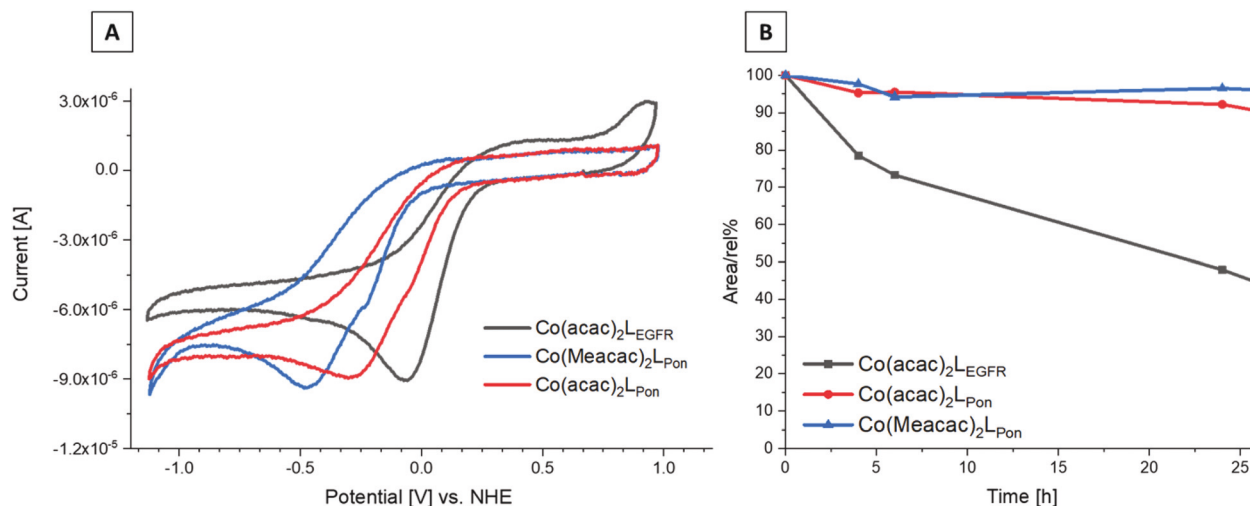 A
3.0x10⁻⁶
0.0
-3.0x10⁻⁶
-6.0x10⁻⁶
-9.0x10⁻⁶
-1.2x10⁻⁵
Current [A]
-1.0
-0.5
0.0
0.5
1.0
Potential [V] vs. NHE
Co(acac)₂L_EGFR
Co(Meacac)₂L_Pon
Co(acac)₂L_Pon
B
100
90
80
70
60
50
40
30
20
10
0
Area/rel%
0
5
10
15
20
25
Time [h]
Co(acac)₂L_EGFR
Co(acac)₂L_Pon
Co(Meacac)₂L_Pon